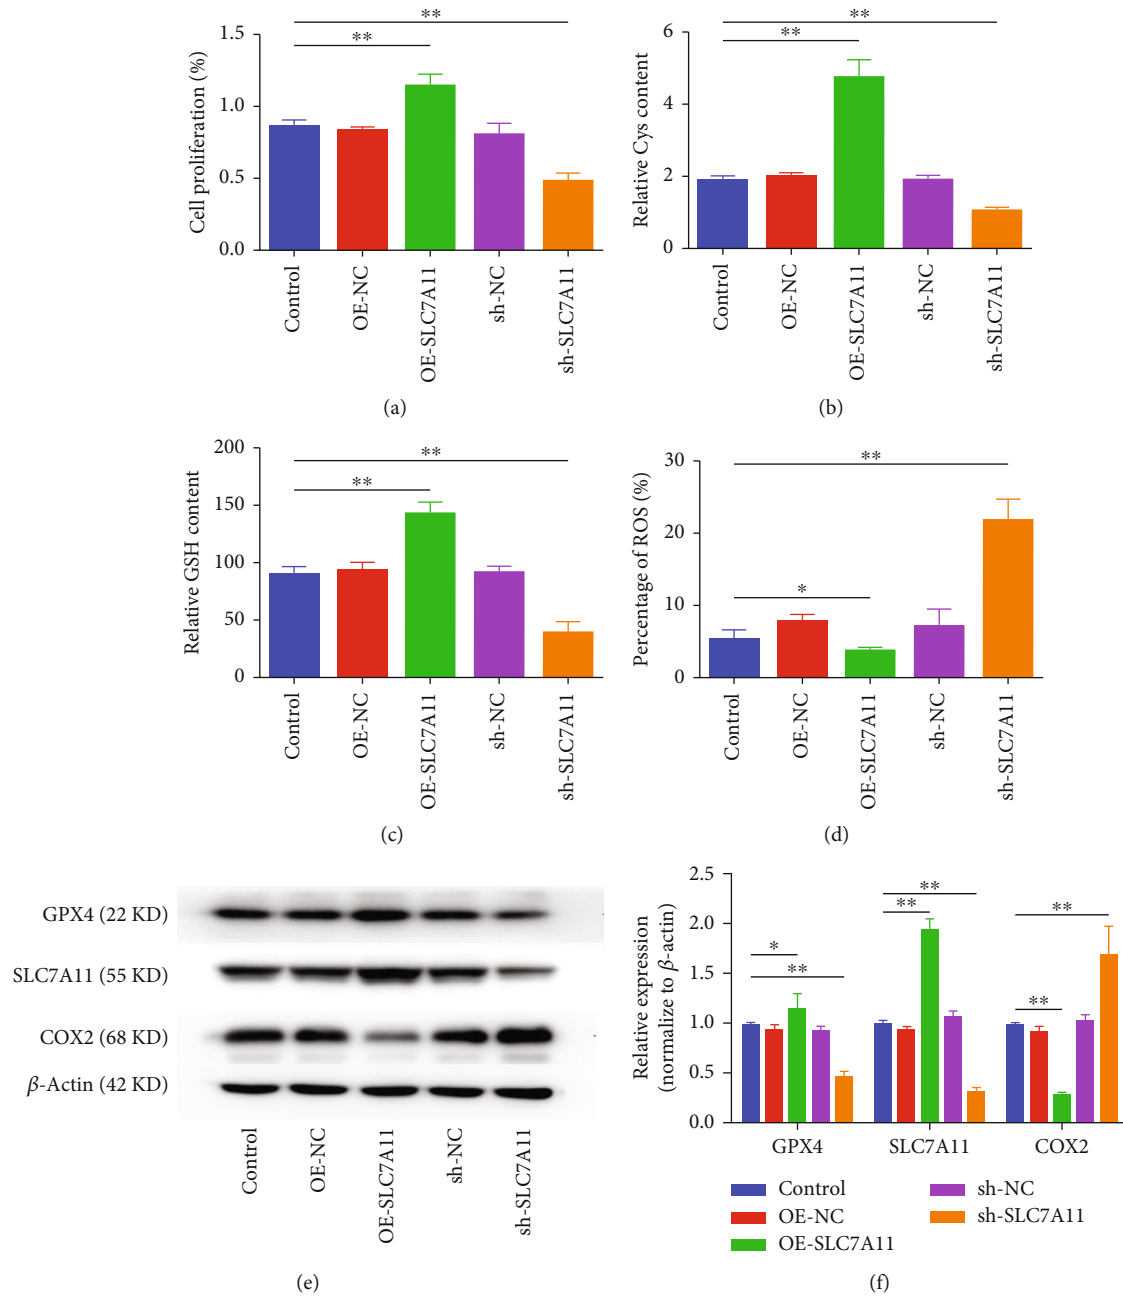 **
**
1.5
1.0
0.5
0.0
Cell proliferation (%)
Control
OE-NC
OE-SLC7A11
sh-NC
sh-SLC7A11
(a)
**
**
6
4
2
0
Relative Cys content
Control
OE-NC
OE-SLC7A11
sh-NC
sh-SLC7A11
(b)
**
**
200
150
100
50
0
Relative GSH content
Control
OE-NC
OE-SLC7A11
sh-NC
sh-SLC7A11
(c)
**
*
30
20
10
0
Percentage of ROS (%)
Control
OE-NC
OE-SLC7A11
sh-NC
sh-SLC7A11
(d)
GPX4 (22 KD)
SLC7A11 (55 KD)
COX2 (68 KD)
β-Actin (42 KD)
Control
OE-NC
OE-SLC7A11
sh-NC
sh-SLC7A11
(e)
2.5
2.0
1.5
1.0
0.5
0.0
Relative expression
(normalize to β-actin)
*
**
**
**
**
**
GPX4 SLC7A11 COX2
Control
OE-NC
OE-SLC7A11
sh-NC
sh-SLC7A11
(f)